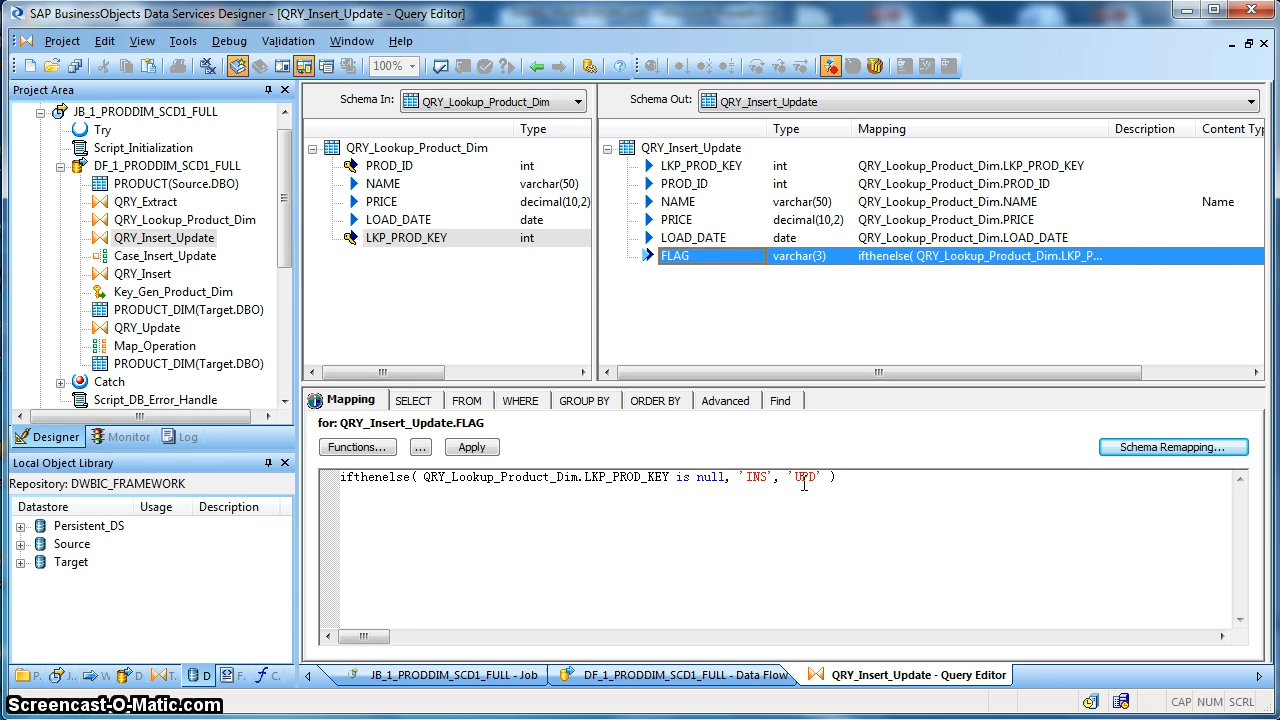 SAP BusinessObjects Data Services Designer - [QRY_Insert_Update - Query Editor]
Project Edit View Tools Debug Validation Window Help
100%
Project Area
JB_1_PRODDIM_SCD1_FULL
Try
Script_Initialization
DF_1_PRODDIM_SCD1_FULL
PRODUCT(Source.DBO)
QRY_Extract
QRY_Lookup_Product_Dim
QRY_Insert_Update
Case_Insert_Update
QRY_Insert
Key_Gen_Product_Dim
PRODUCT_DIM(Target.DBO)
QRY_Update
Map_Operation
PRODUCT_DIM(Target.DBO)
Catch
Script_DB_Error_Handle
Designer Monitor Log
Local Object Library
Repository: DWBIC_FRAMEWORK
Datastore Usage Description
Persistent_DS
Source
Target
P. J.. W T. D F. C.
Schema In: QRY_Lookup_Product_Dim
Type
QRY_Lookup_Product_Dim
PROD_ID int
NAME varchar(50)
PRICE decimal(10,2)
LOAD_DATE date
LKP_PROD_KEY int
Schema Out: QRY_Insert_Update
Type Mapping Description Content Typ
QRY_Insert_Update
LKP_PROD_KEY int QRY_Lookup_Product_Dim.LKP_PROD_KEY
PROD_ID int QRY_Lookup_Product_Dim.PROD_ID
NAME varchar(50) QRY_Lookup_Product_Dim.NAME Name
PRICE decimal(10,2) QRY_Lookup_Product_Dim.PRICE
LOAD_DATE date QRY_Lookup_Product_Dim.LOAD_DATE
FLAG varchar(3) ifthenelse( QRY_Lookup_Product_Dim.LKP_P...
Mapping SELECT FROM WHERE GROUP BY ORDER BY Advanced Find
for: QRY_Insert_Update.FLAG
Functions... ... Apply Schema Remapping...
ifthenelse( QRY_Lookup_Product_Dim.LKP_PROD_KEY is null, 'INS', 'UPD' )
JB_1_PRODDIM_SCD1_FULL - Job DF_1_PRODDIM_SCD1_FULL - Data Flow QRY_Insert_Update - Query Editor
CAP NUM SCRL
Screencast-O-Matic.com